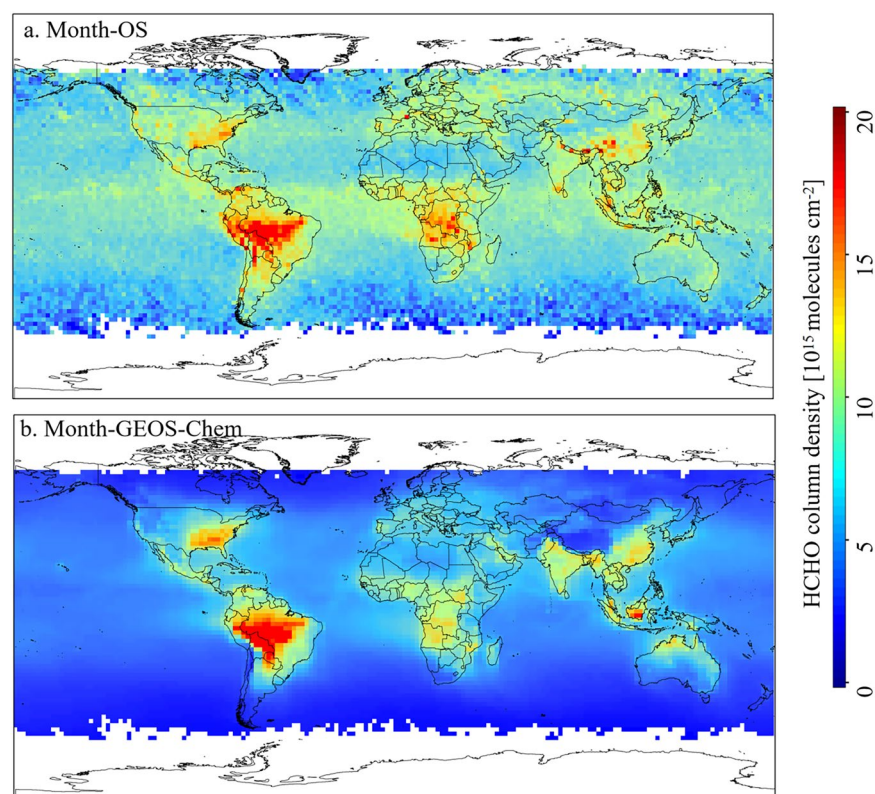 a. Month-OS
b. Month-GEOS-Chem
20
15
10
5
0
HCHO column density [10¹⁵ molecules cm⁻²]